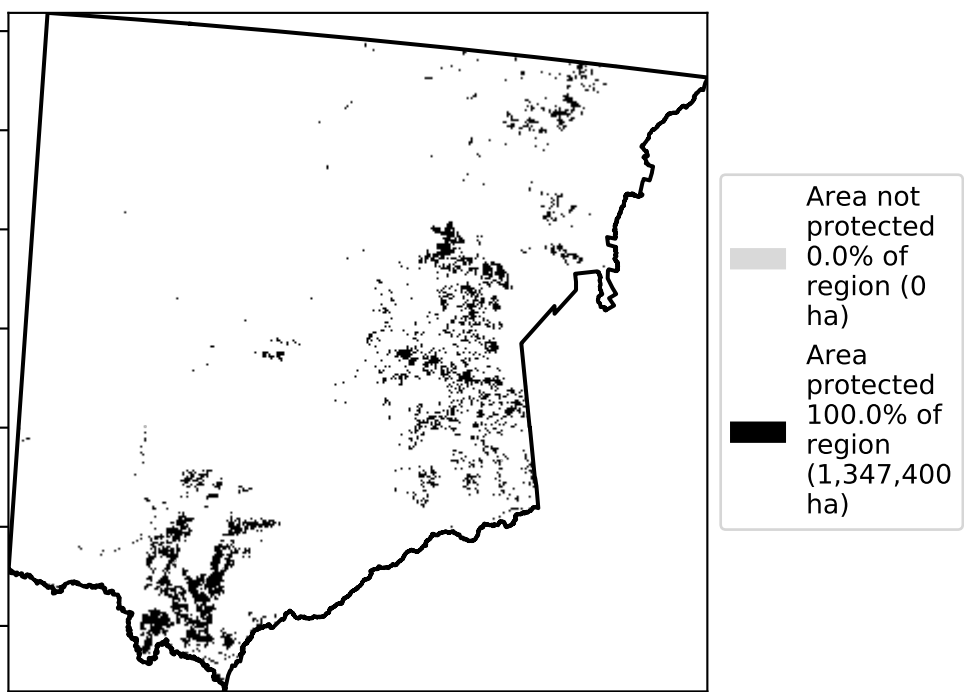 Area not
protected
0.0% of
region (0
ha)
Area
protected
100.0% of
region
(1,347,400
ha)